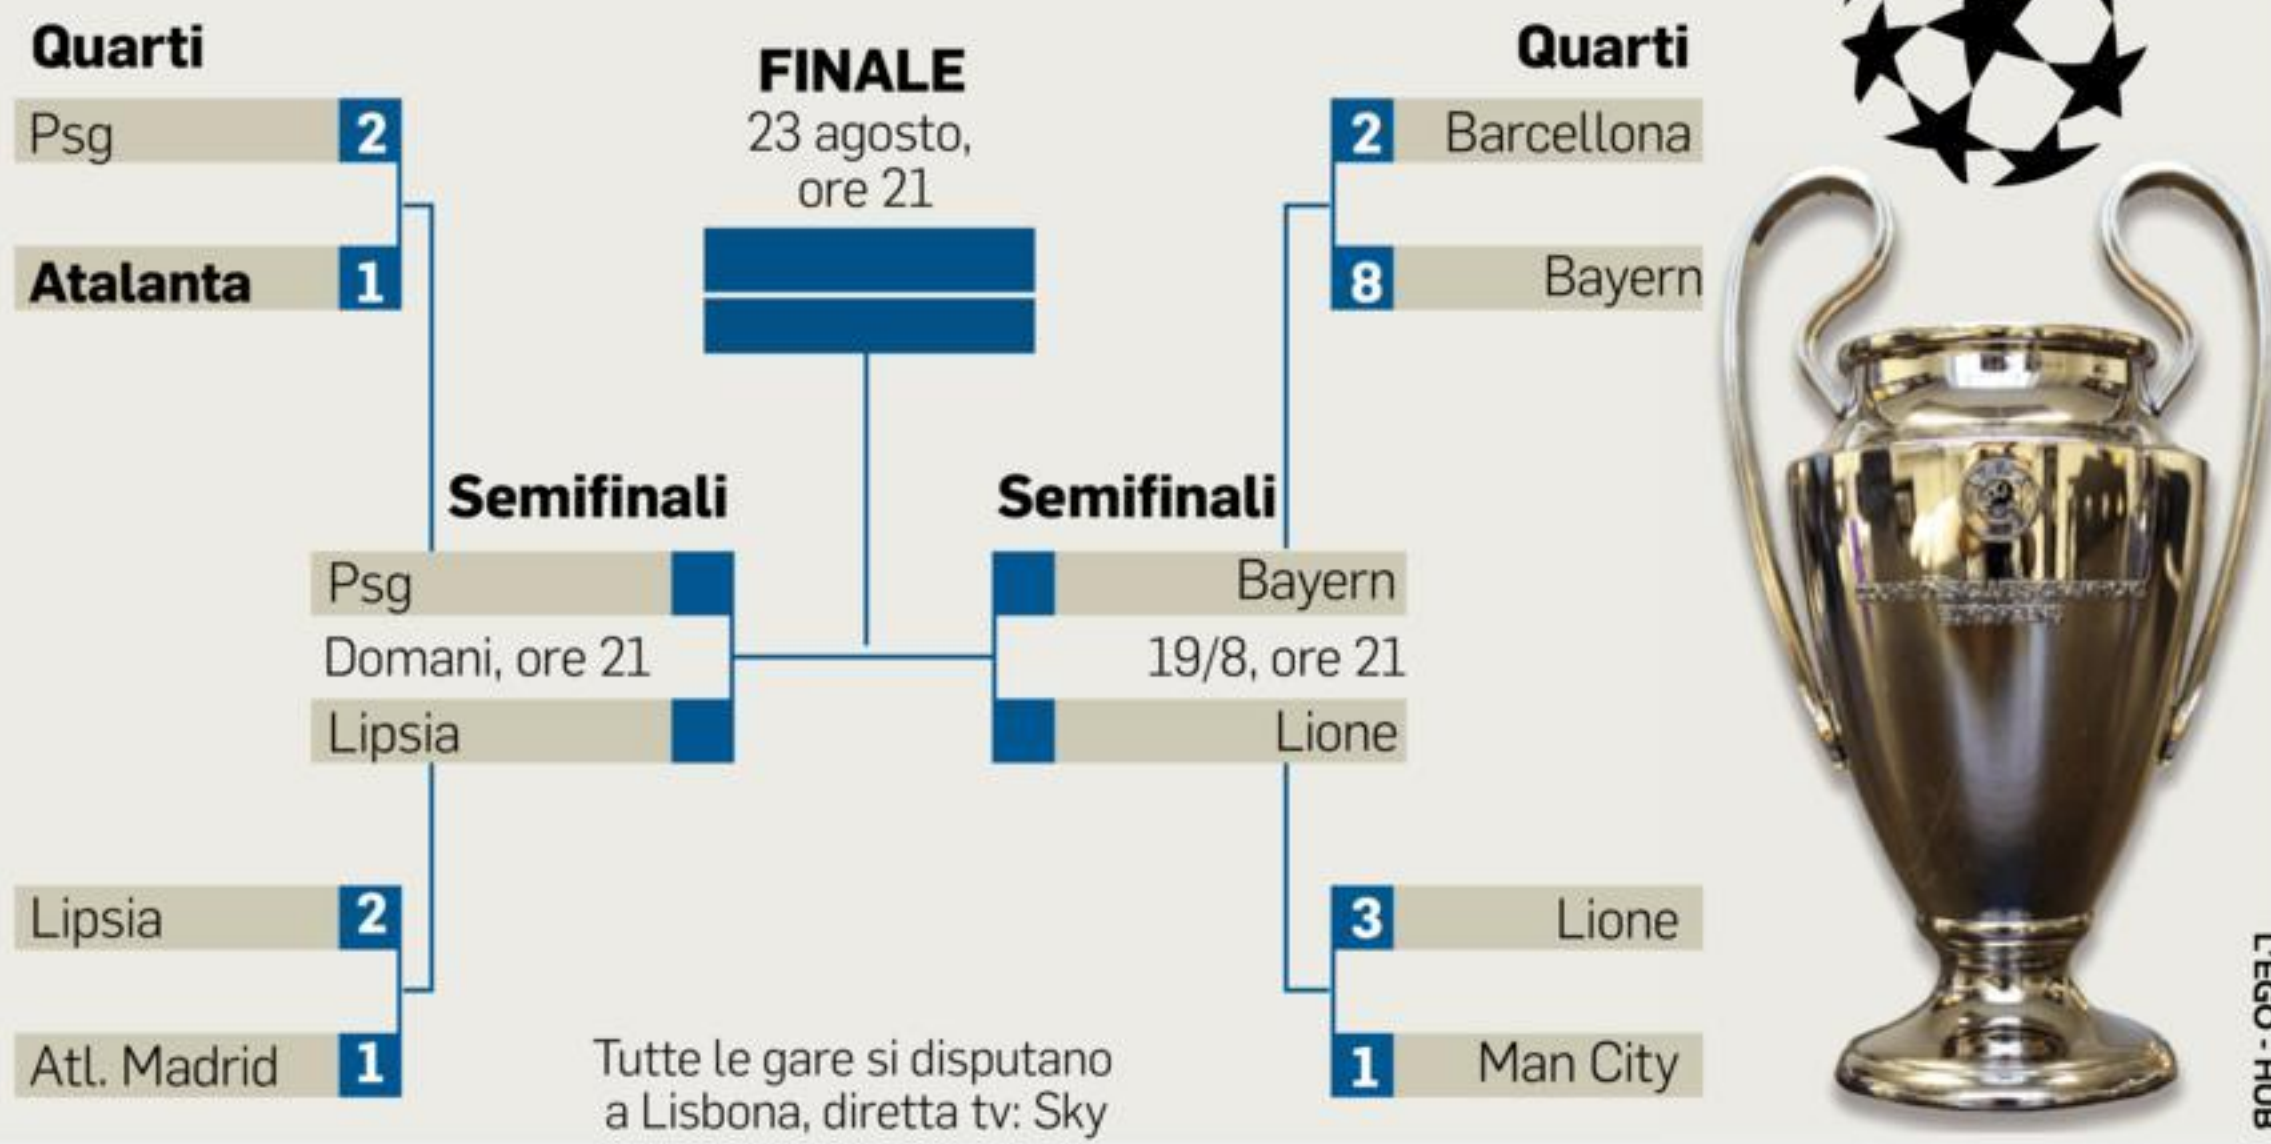 Quarti
Psg 2
Atalanta 1
FINALE
23 agosto,
ore 21
Quarti
2 Barcellona
8 Bayern
Semifinali
Psg
Domani, ore 21
Lipsia
Semifinali
Bayern
19/8, ore 21
Lione
Lipsia 2
Atl. Madrid 1
3 Lione
1 Man City
Tutte le gare si disputano
a Lisbona, diretta tv: Sky
L'EGO - HUB